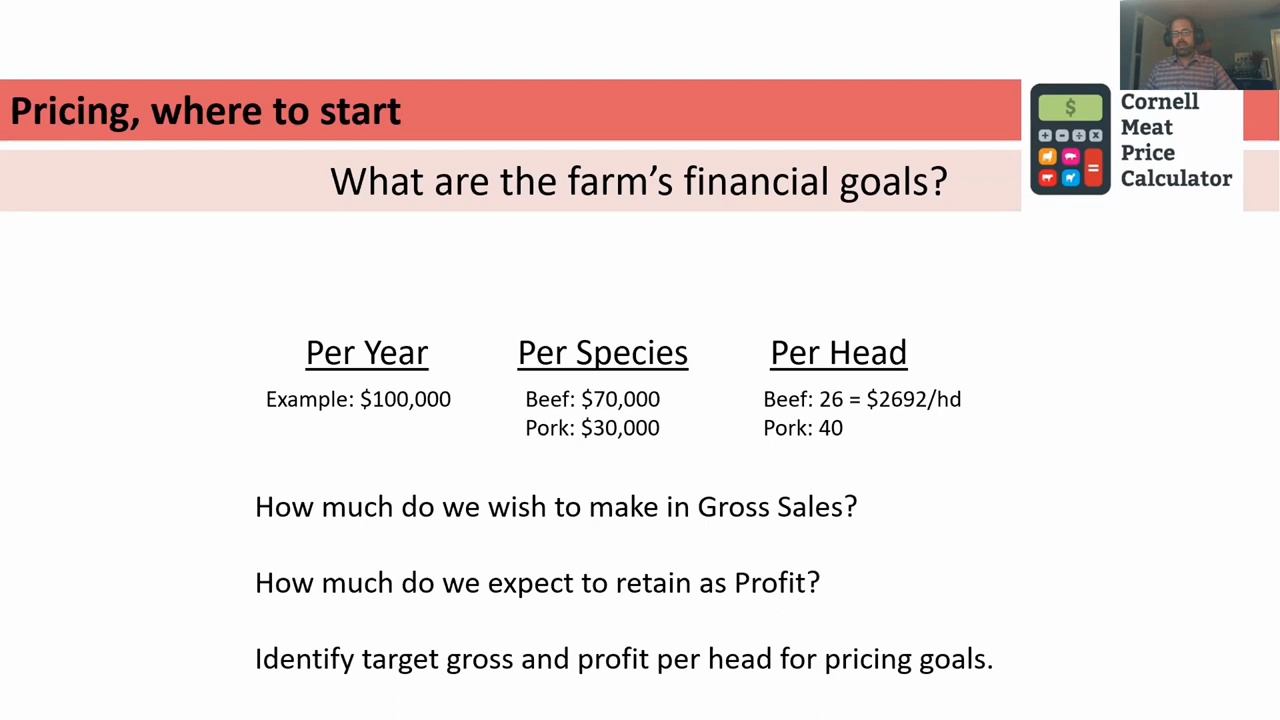 Pricing, where to start
What are the farm's financial goals?
$
Cornell
Meat
Price
Calculator
+ - ÷ x
=
Per Year
Example: $100,000
Per Species
Beef: $70,000
Pork: $30,000
Per Head
Beef: 26 = $2692/hd
Pork: 40
How much do we wish to make in Gross Sales?
How much do we expect to retain as Profit?
Identify target gross and profit per head for pricing goals.